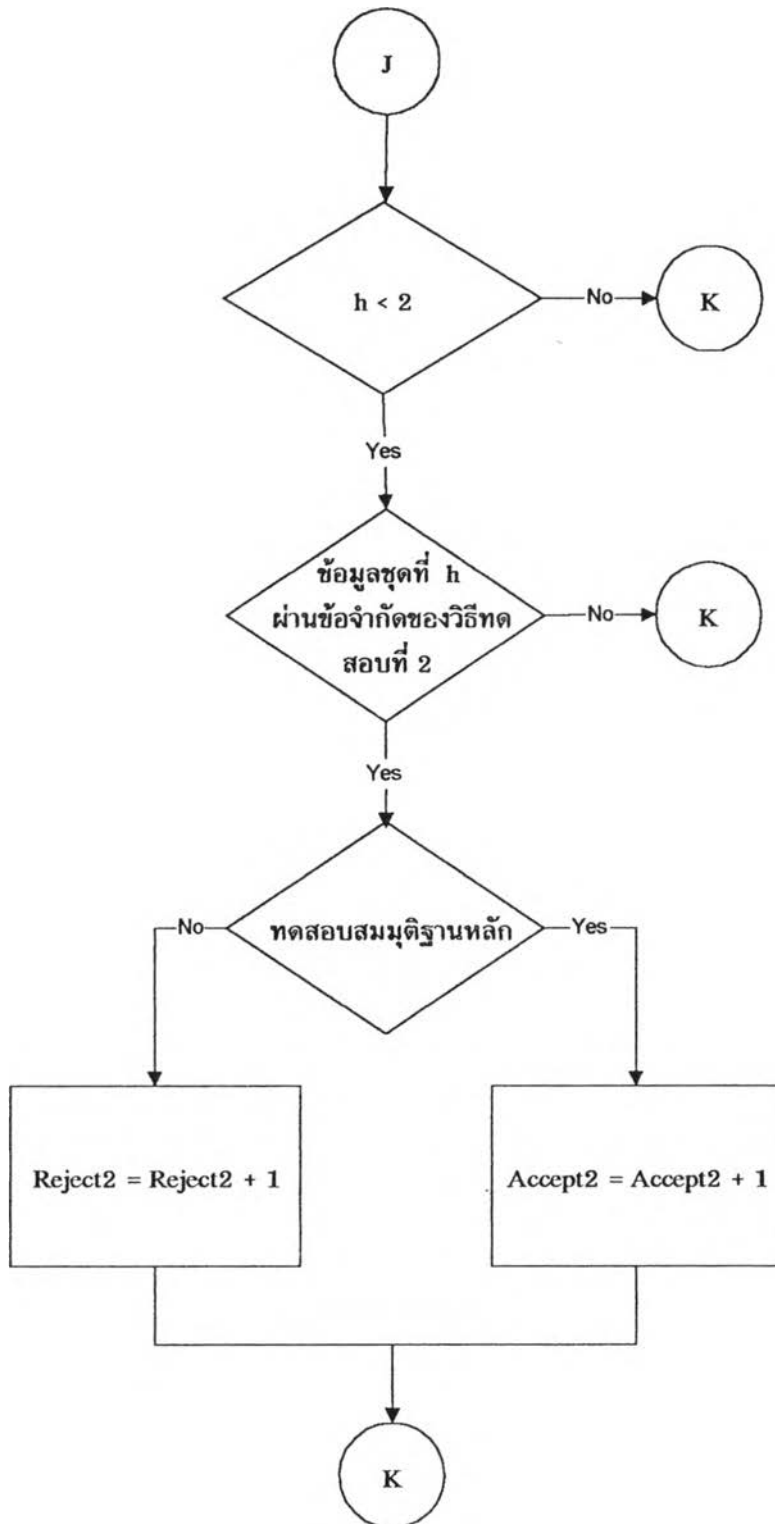 J
h < 2
No
K
Yes
ข้อมูลชุดที่ h
ผ่านข้อจำกัดของวิธีทด
สอบที่ 2
No
K
Yes
ทดสอบสมมุติฐานหลัก
No
Yes
Reject2 = Reject2 + 1
Accept2 = Accept2 + 1
K